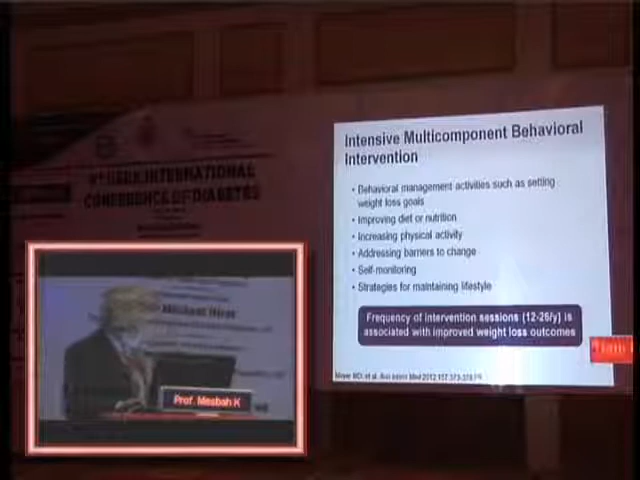 INTERNATIONAL
CONFERENCE OF DIABETES
Intensive Multicomponent Behavioral
Intervention
• Behavioral management activities such as setting
weight loss goals
• Improving diet or nutrition
• Increasing physical activity
• Addressing barriers to change
• Self-monitoring
• Strategies for maintaining lifestyle
Frequency of intervention sessions (12-26/y) is
associated with improved weight loss outcomes
Prof. Mesbah K